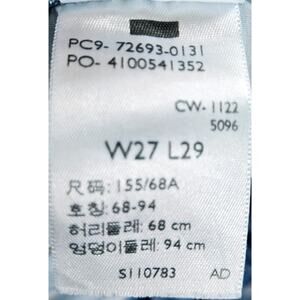 PC9- 72693-0131
PO- 4100541352
CW- 1122
5096
W27 L29
尺码: 155/68A
호칭: 68-94
허리둘레: 68 cm
엉덩이둘레: 94 cm
S110783 AD